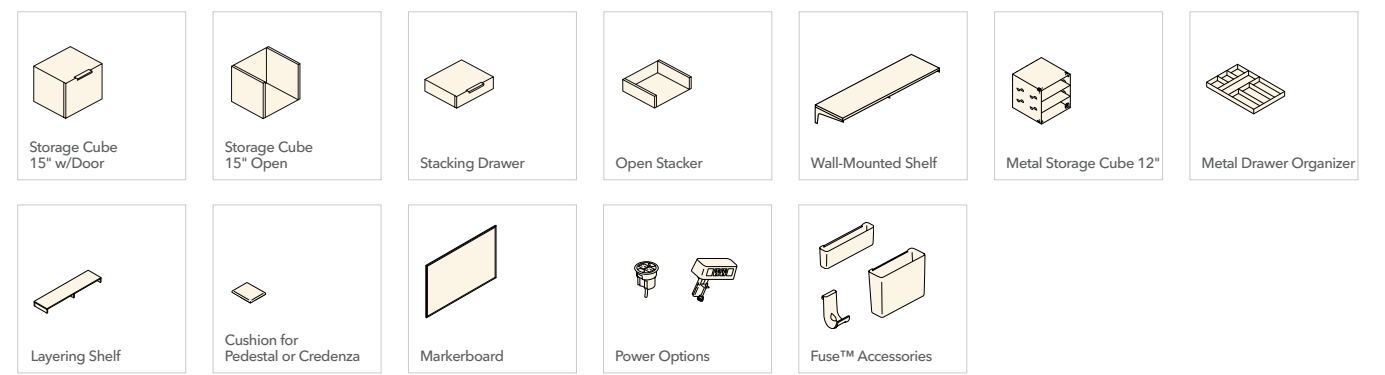 Storage Cube
15" w/Door
Storage Cube
15" Open
Stacking Drawer
Open Stacker
Wall-Mounted Shelf
Metal Storage Cube 12"
Metal Drawer Organizer
Layering Shelf
Cushion for
Pedestal or Credenza
Markerboard
Power Options
Fuse™ Accessories